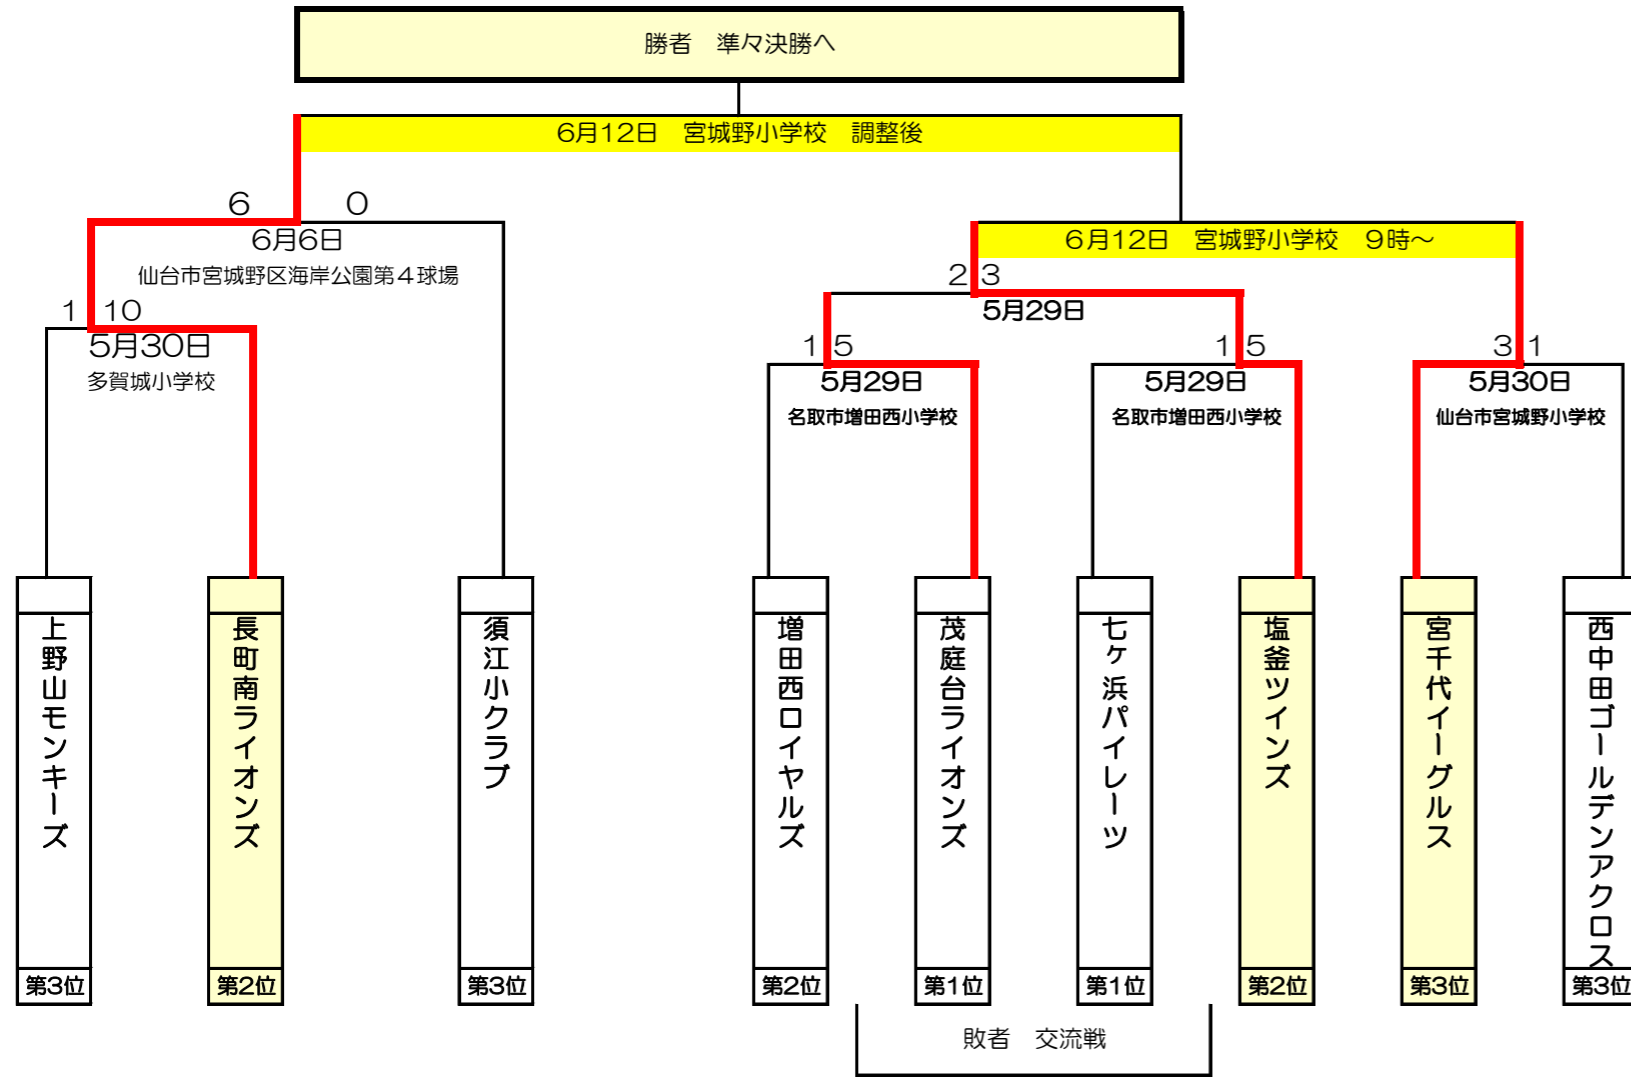 勝者　準々決勝へ
6月12日　宮城野小学校　調整後
6　0
6月6日
仙台市宮城野区海岸公園第4球場
1　10
5月30日
多賀城小学校
6月12日　宮城野小学校　9時～
2　3
5月29日
1　5
5月29日
名取市増田西小学校
1　5
5月29日
名取市増田西小学校
3　1
5月30日
仙台市宮城野小学校
上野山モンキーズ
第3位
長町南ライオンズ
第2位
須江小クラブ
第3位
増田西ロイヤルズ
第2位
茂庭台ライオンズ
第1位
七ヶ浜パイレーツ
第1位
塩釜ツインズ
第2位
宮千代イーグルス
第3位
西中田ゴールデンアクロス
第3位
敗者　交流戦